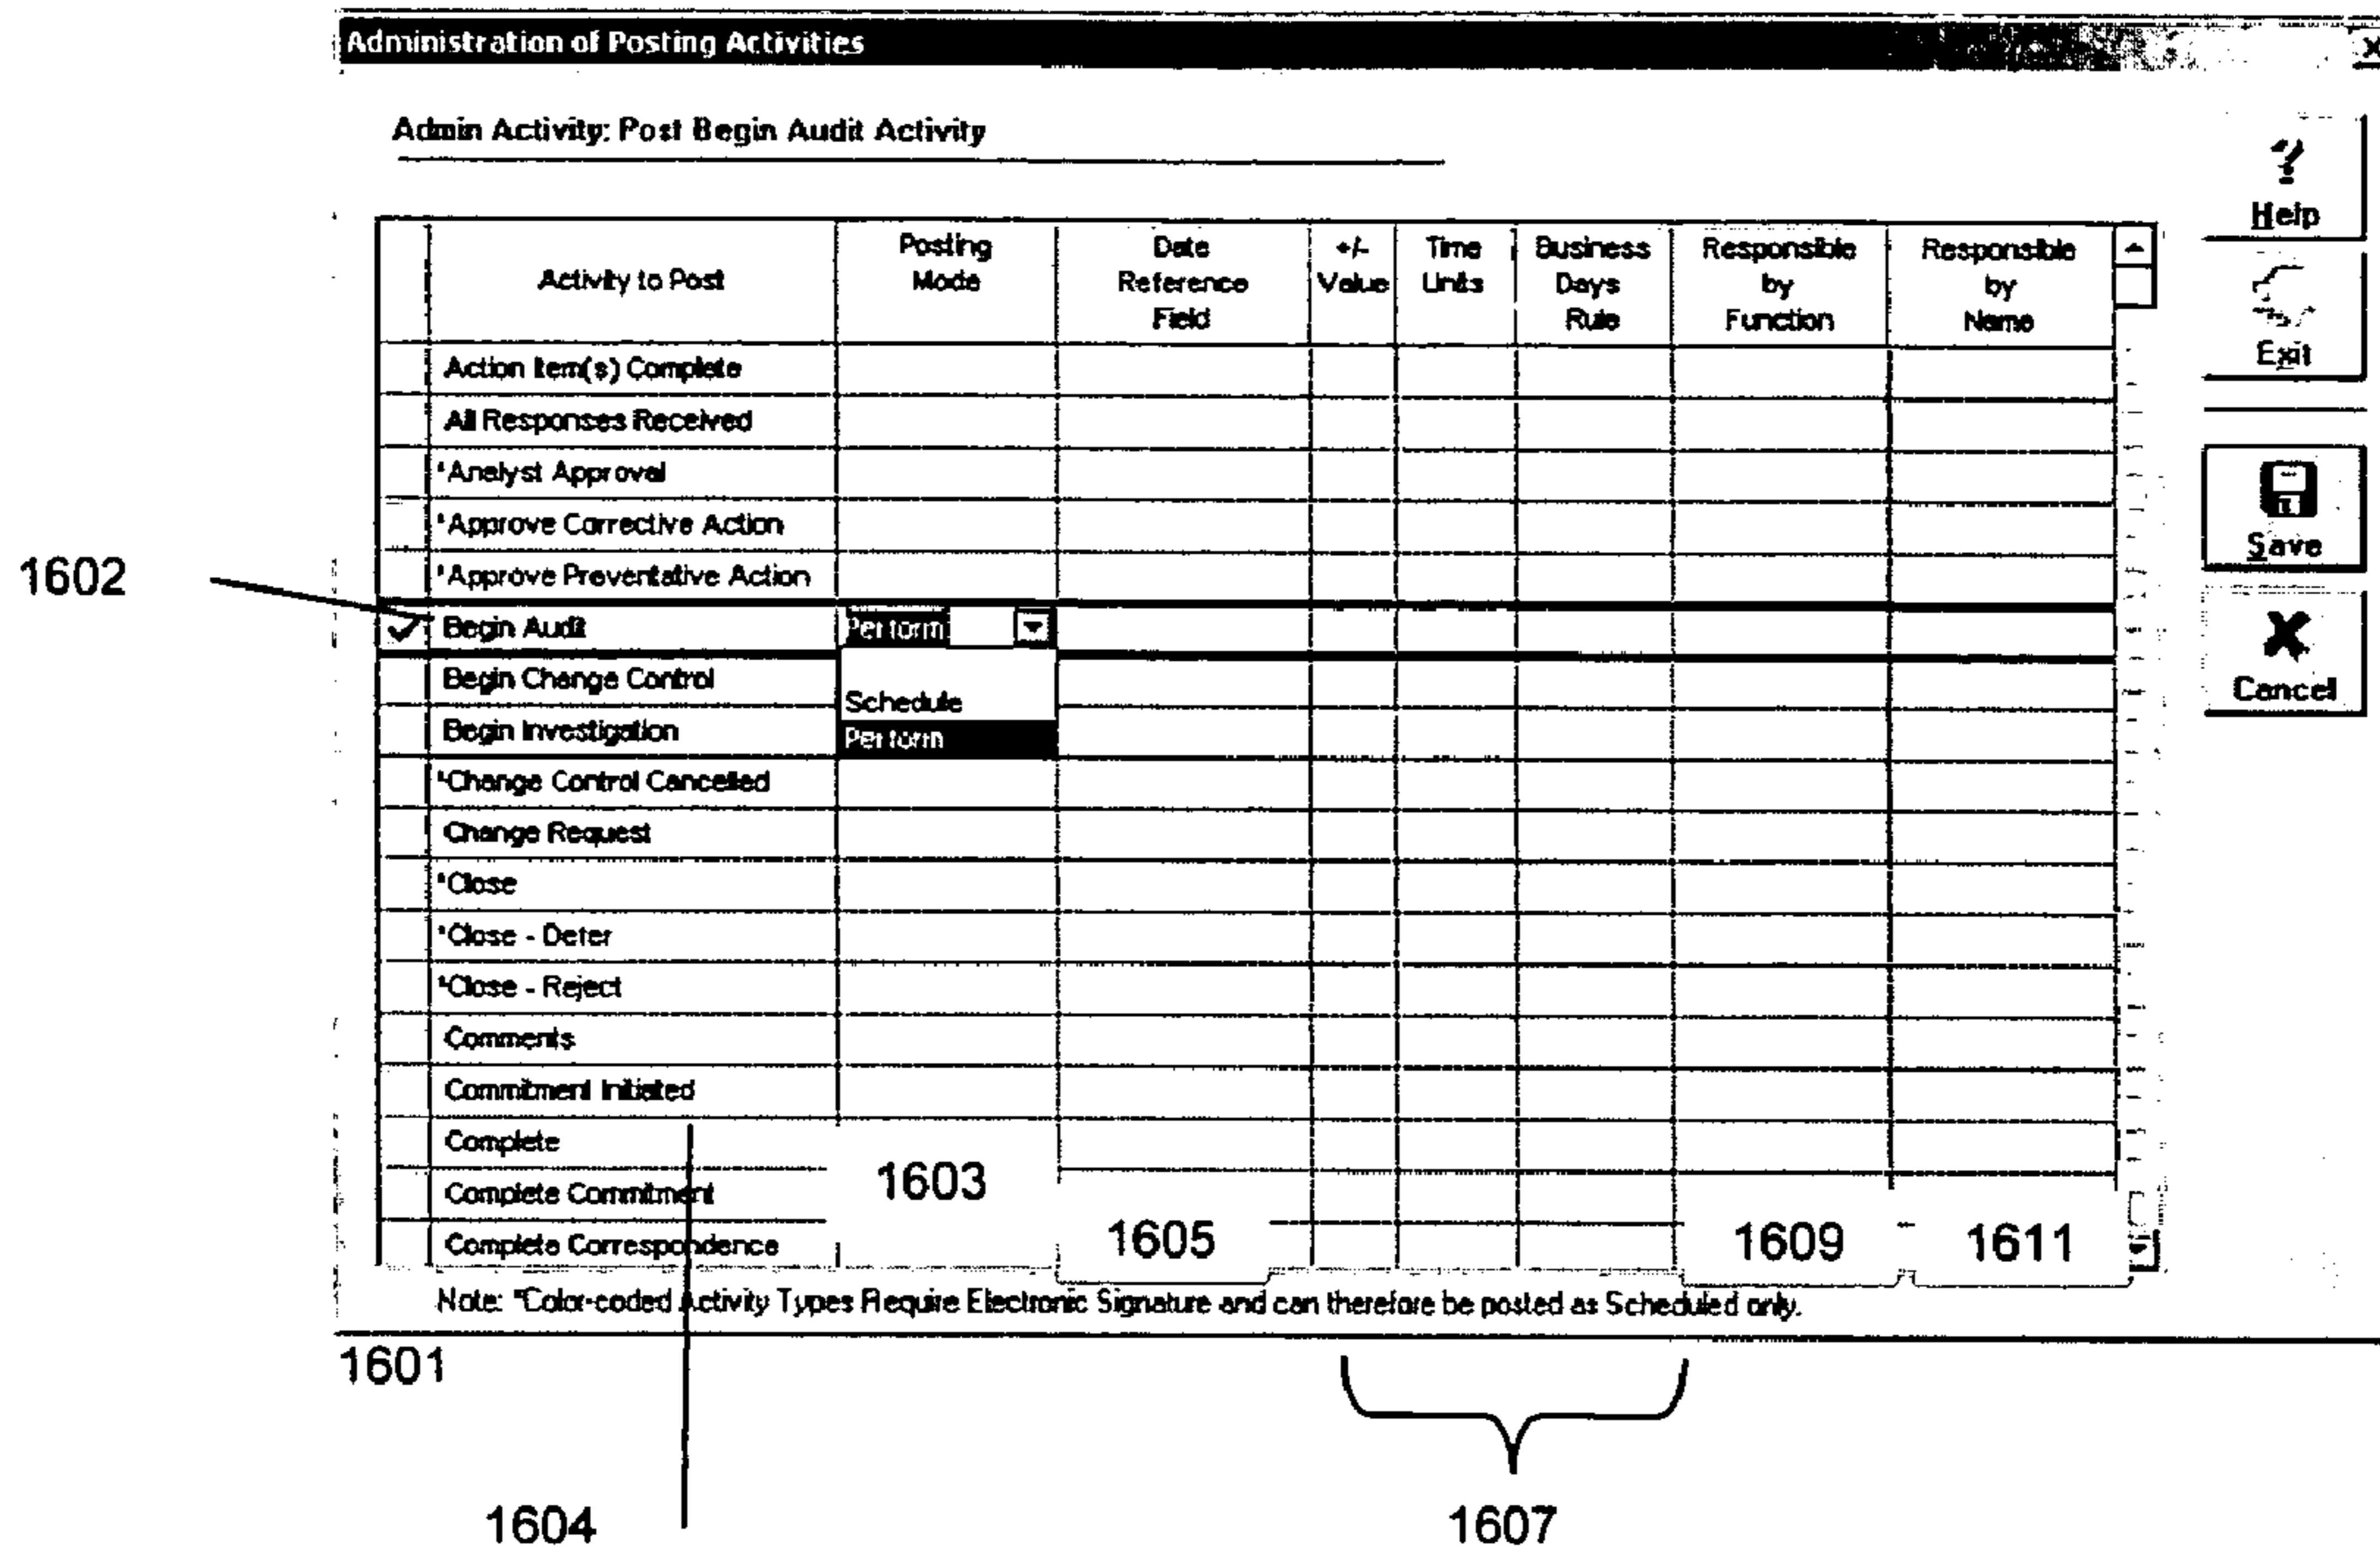 Administration of Posting Activities
Admin Activity: Post Begin Audit Activity
Activity to Post
Posting Mode
Date Reference Field
+/- Value
Time Units
Business Days Rule
Responsible by Function
Responsible by Name
Help
Exit
Save
Cancel
Action Item(s) Complete
All Responses Received
*Analyst Approval
*Approve Corrective Action
*Approve Preventative Action
1602
Begin Audit
Perform
Begin Change Control
Schedule
Begin Investigation
Perform
*Change Control Cancelled
Change Request
*Close
*Close - Defer
*Close - Reject
Comments
Commitment Initiated
Complete
Complete Commitment
Complete Correspondence
1603
1605
1609
1611
Note: *Color-coded Activity Types Require Electronic Signature and can therefore be posted as Scheduled only.
1601
1604
1607